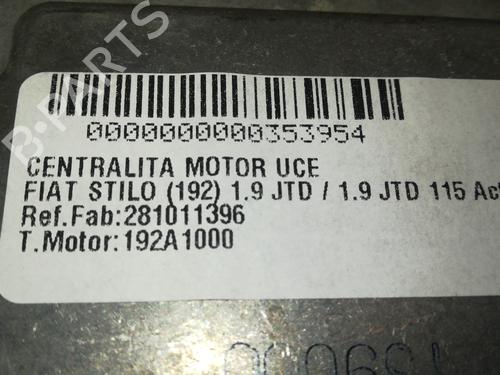 B-PARTS
0000000000353954
CENTRALITA MOTOR UCE
FIAT STILO (192) 1.9 JTD / 1.9 JTD 115 Ac
Ref.Fab:281011396
T.Motor:192A1000